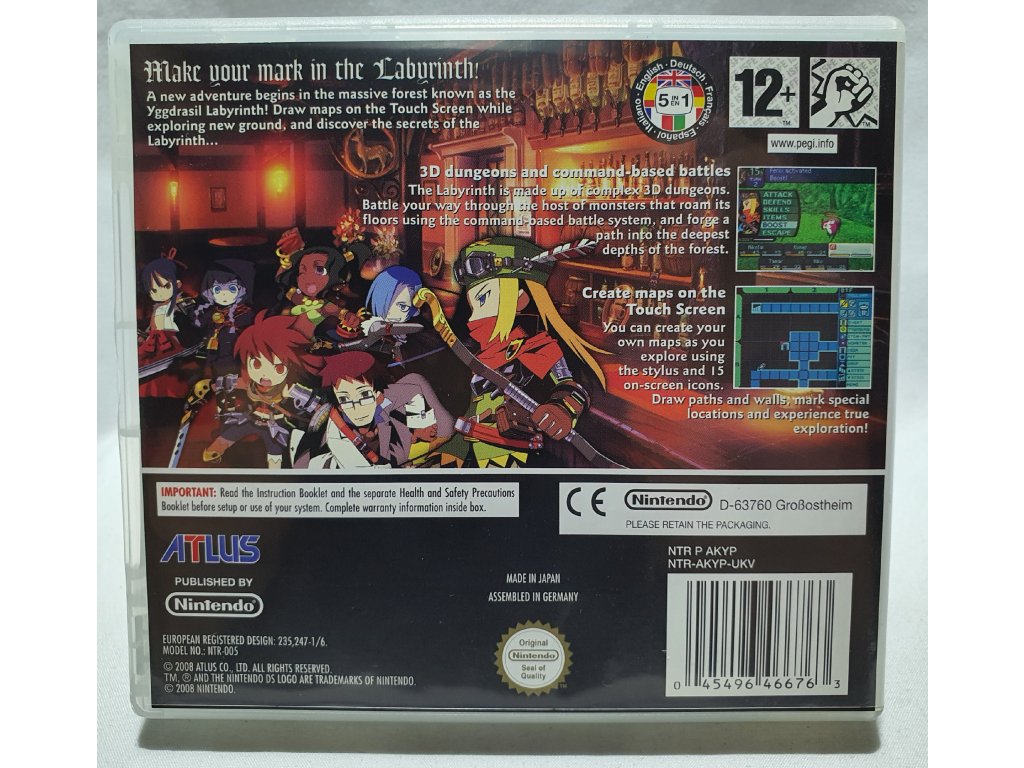 Make your mark in the Labyrinth!
A new adventure begins in the massive forest known as the
Yggdrasil Labyrinth! Draw maps on the Touch Screen while
exploring new ground, and discover the secrets of the
Labyrinth...
English · Deutsch · Français · Español · Italiano ·
5 IN EN 1
12+
TM
TM
www.pegi.info
3D dungeons and command-based battles
The Labyrinth is made up of complex 3D dungeons.
Battle your way through the host of monsters that roam its
floors using the command-based battle system, and forge a
path into the deepest
depths of the forest.
ATTACK
DEFEND
SKILLS
ITEMS
BOOST
ESCAPE
Create maps on the
Touch Screen
You can create your
own maps as you
explore using
the stylus and 15
on-screen icons.
Draw paths and walls, mark special
locations and experience true
exploration!
IMPORTANT: Read the Instruction Booklet and the separate Health and Safety Precautions
Booklet before setup or use of your system. Complete warranty information inside box.
CE Nintendo D-63760 Großostheim
PLEASE RETAIN THE PACKAGING.
ATLUS
PUBLISHED BY
Nintendo
MADE IN JAPAN
ASSEMBLED IN GERMANY
NTR P AKYP
NTR-AKYP-UKV
EUROPEAN REGISTERED DESIGN: 235,247-1/6.
MODEL NO.: NTR-005
© 2008 ATLUS CO., LTD. ALL RIGHTS RESERVED.
TM, ® AND THE NINTENDO DS LOGO ARE TRADEMARKS OF NINTENDO.
© 2008 NINTENDO.
Original
Nintendo
Seal of
Quality
TM
0 45496 46676 3